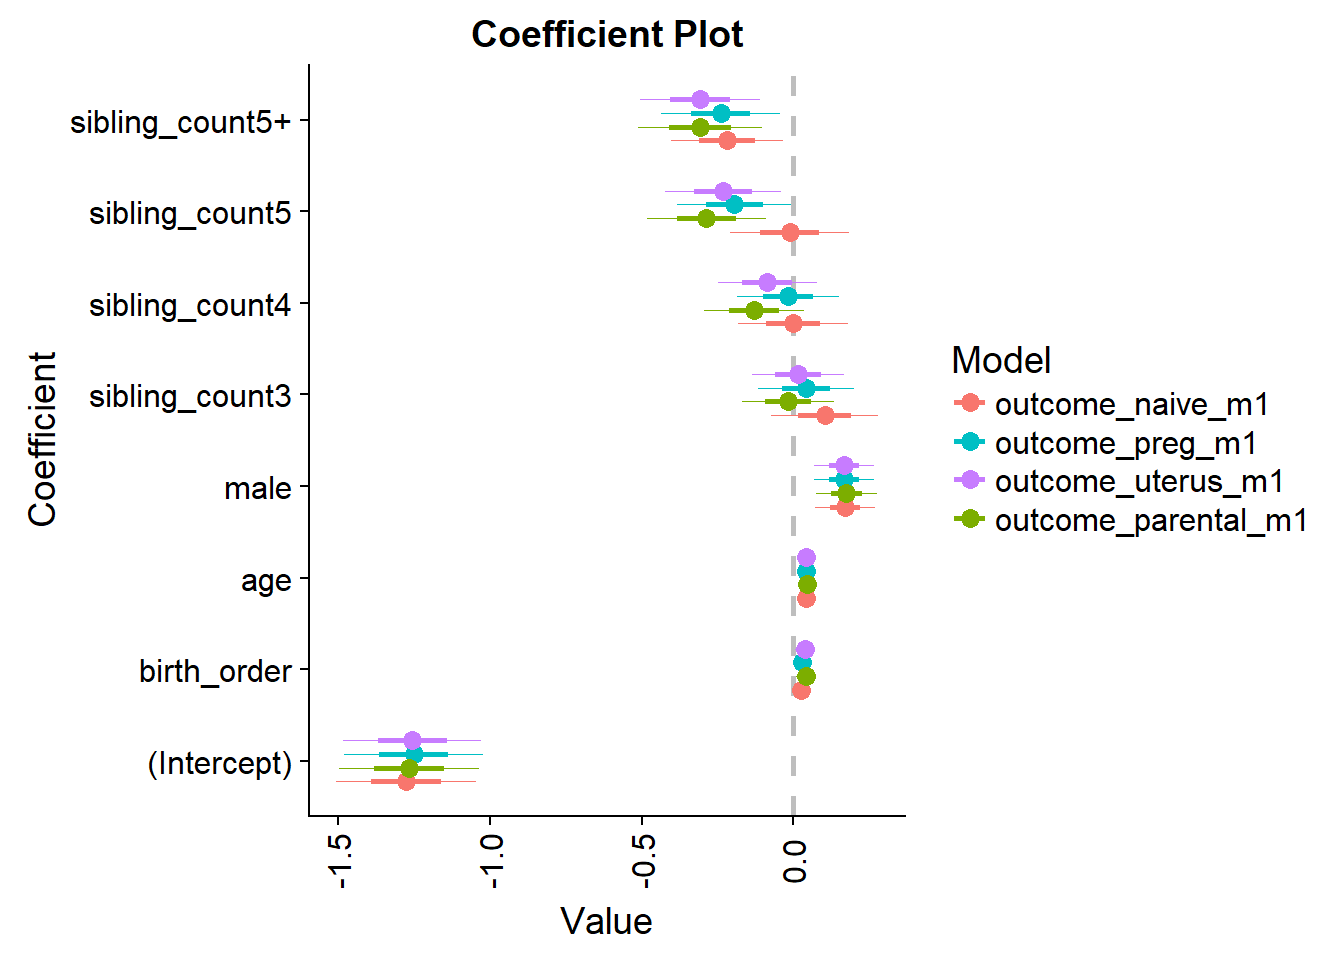 Coefficient Plot
sibling_count5+
sibling_count5
sibling_count4
sibling_count3
male
age
birth_order
(Intercept)
Coefficient
-1.5
-1.0
-0.5
0.0
Value
Model
outcome_naive_m1
outcome_preg_m1
outcome_uterus_m1
outcome_parental_m1